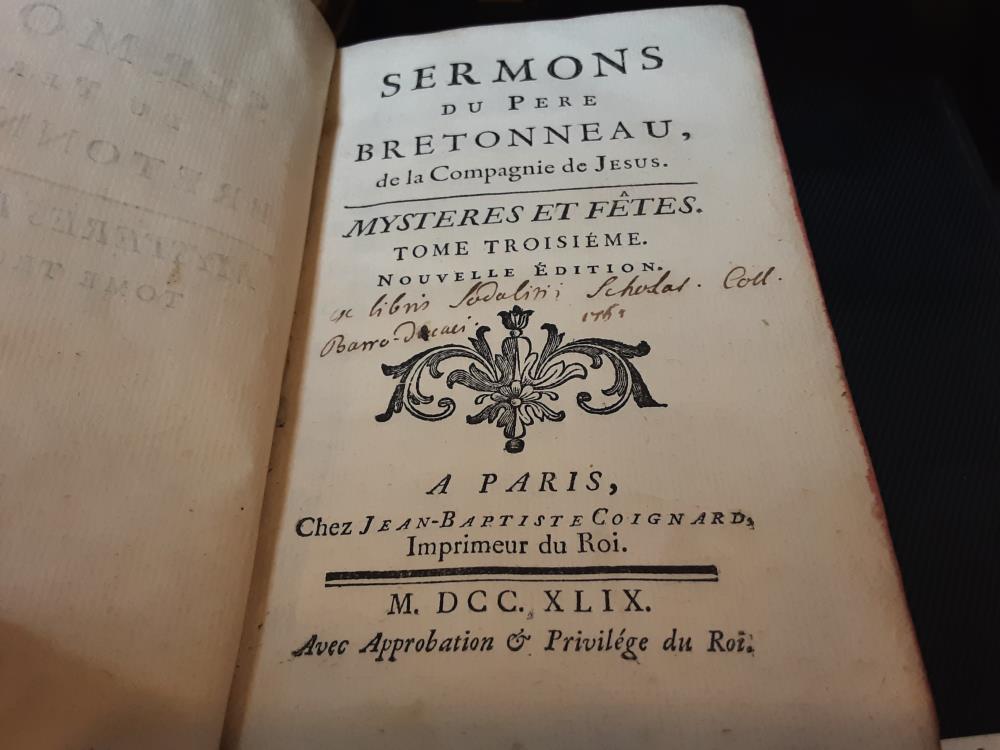 SERMONS
DU PERE
BRETONNEAU,
de la Compagnie de JESUS.
MYSTERES ET FÊTES.
TOME TROISIÉME.
NOUVELLE ÉDITION.
ex libris Sodalitii Scholas. Coll.
Barro-Ducaei.
A PARIS,
Chez JEAN-BAPTISTE COIGNARD,
Imprimeur du Roi.
M. DCC. XLIX.
Avec Approbation & Privilége du Roi.